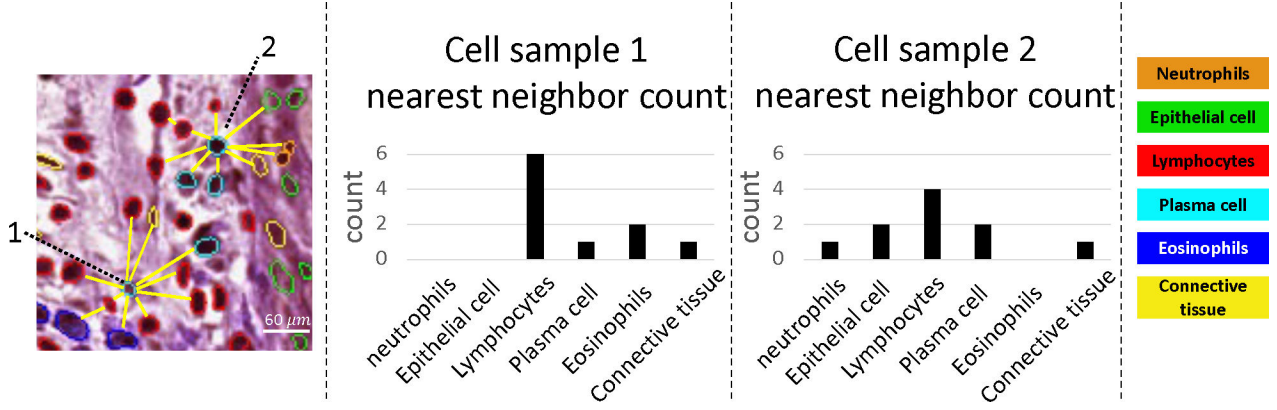 2
1
60 μm
Cell sample 1
nearest neighbor count
count
6
4
2
0
neutrophils
Epithelial cell
Lymphocytes
Plasma cell
Eosinophils
Connective tissue
Cell sample 2
nearest neighbor count
count
6
4
2
0
neutrophils
Epithelial cell
Lymphocytes
Plasma cell
Eosinophils
Connective tissue
Neutrophils
Epithelial cell
Lymphocytes
Plasma cell
Eosinophils
Connective
tissue